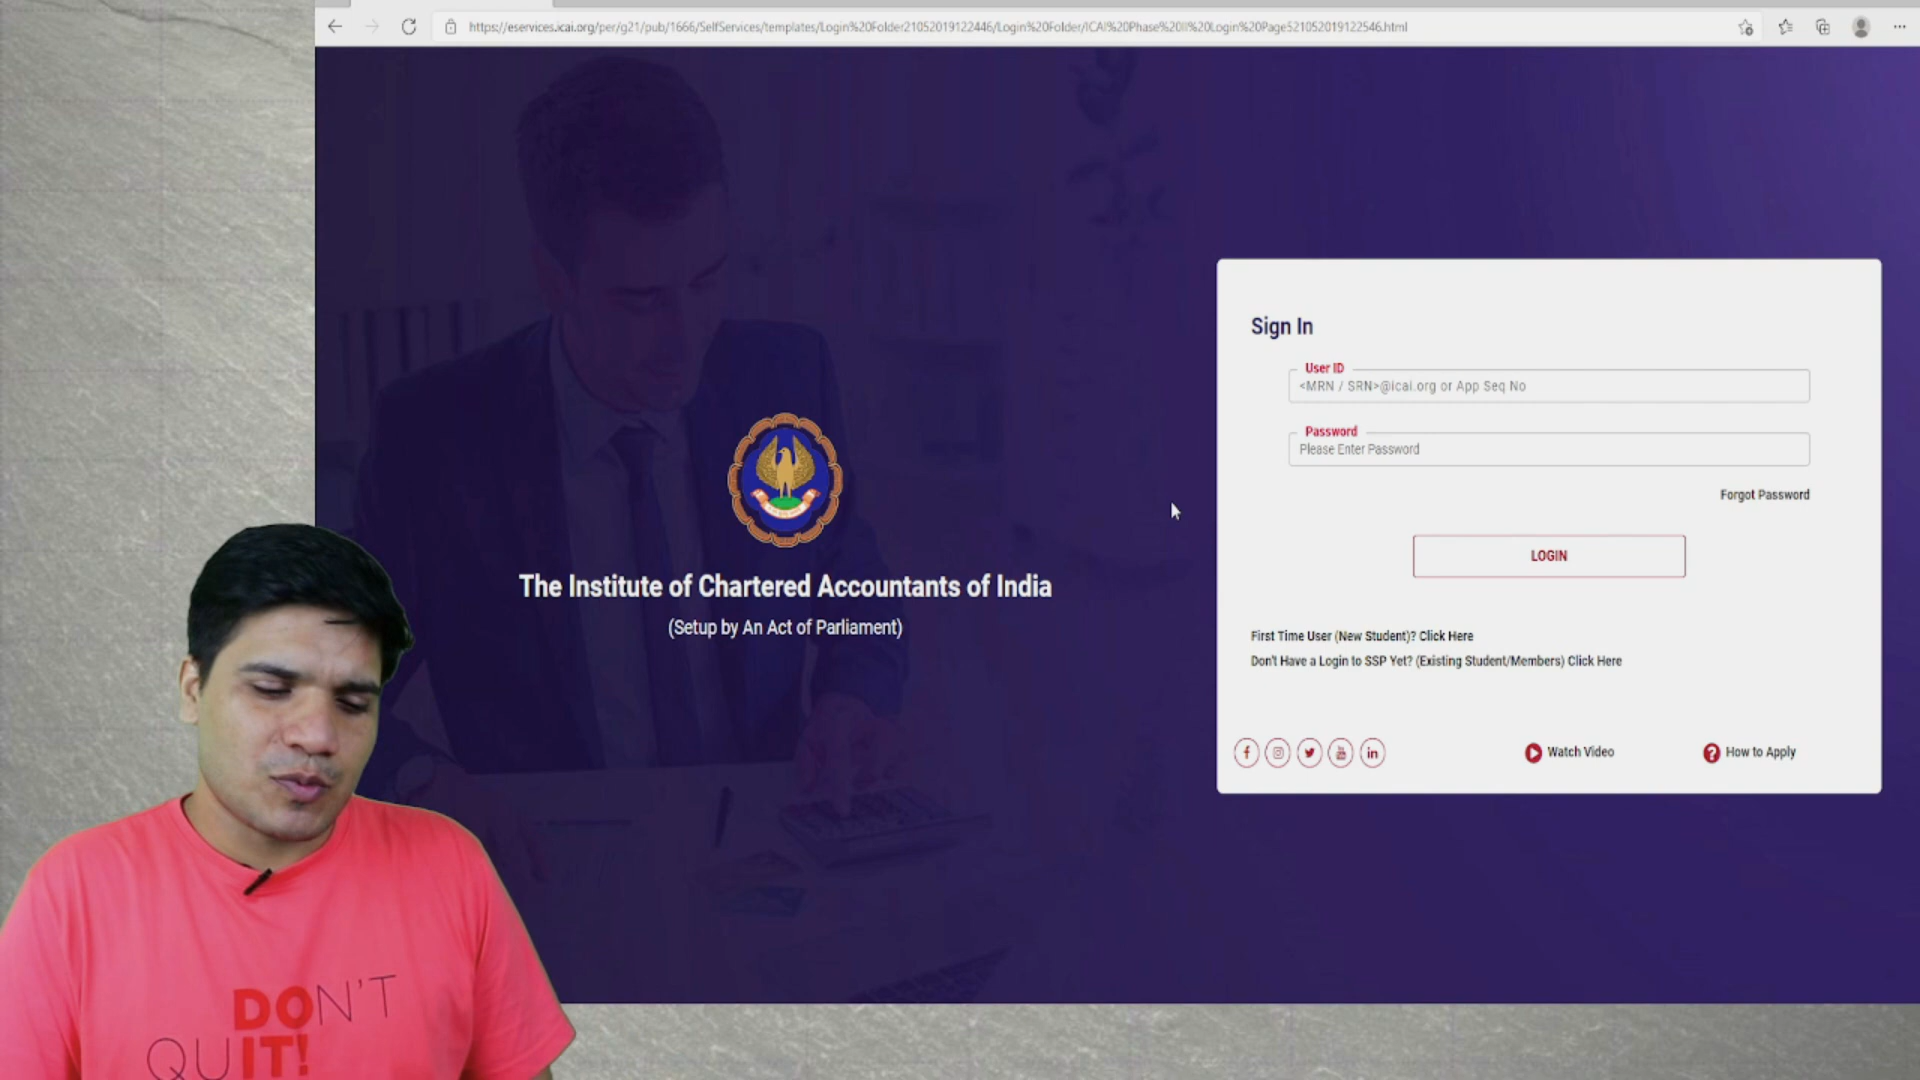 https://eservices.icai.org/per/g21/pub/1666/SelfServices/templates/Login%20Folder21052019122446/Login%20Folder/ICAI%20Phase%20II%20Login%20Page521052019122546.html
Sign In
User ID
<MRN / SRN>@icai.org or App Seq No
Password
Please Enter Password
Forgot Password
LOGIN
The Institute of Chartered Accountants of India
(Setup by An Act of Parliament)
First Time User (New Student)? Click Here
Don't Have a Login to SSP Yet? (Existing Student/Members) Click Here
Watch Video
How to Apply
DON'T
QUIT!